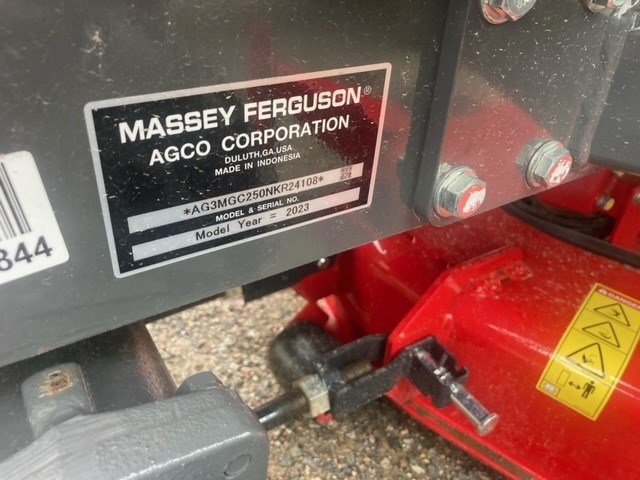 MASSEY FERGUSON®
AGCO CORPORATION
DULUTH,GA,USA
MADE IN INDONESIA
*AG3MGC250NKR24108*
MODEL & SERIAL NO.
Model Year = 2023
844